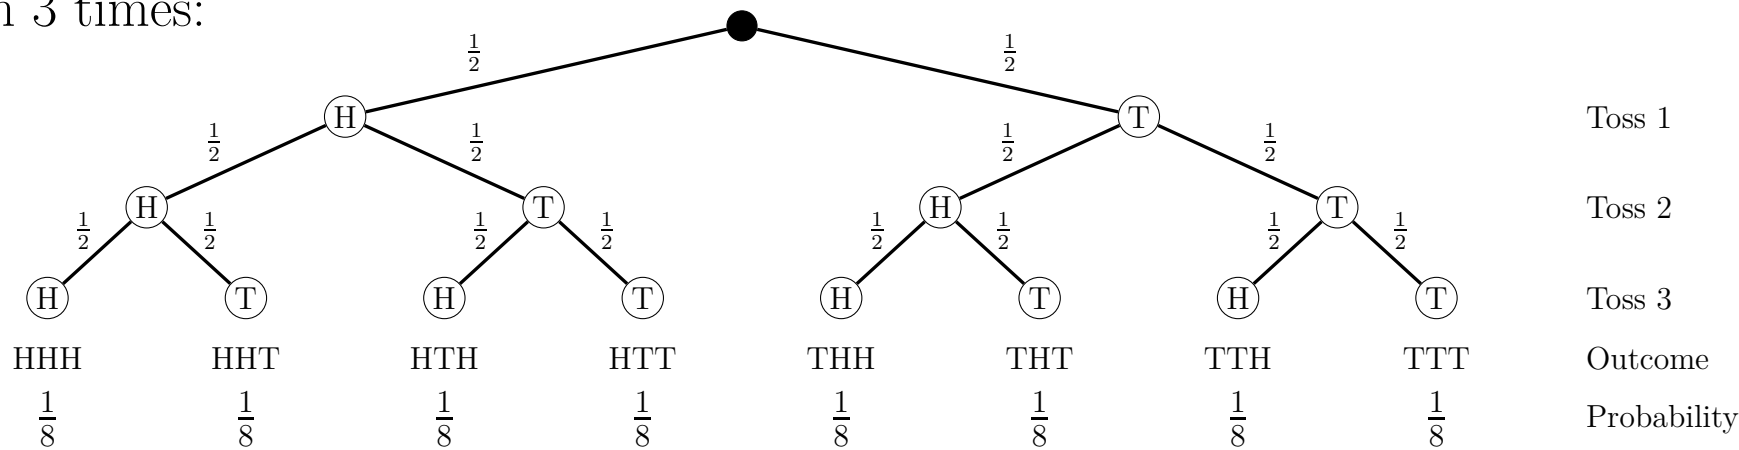 n 3 times:
1/2 1/2
H T Toss 1
1/2 1/2 1/2 1/2
H T H T Toss 2
1/2 1/2 1/2 1/2 1/2 1/2 1/2 1/2
H T H T H T H T Toss 3
HHH HHT HTH HTT THH THT TTH TTT Outcome
1/8 1/8 1/8 1/8 1/8 1/8 1/8 1/8 Probability